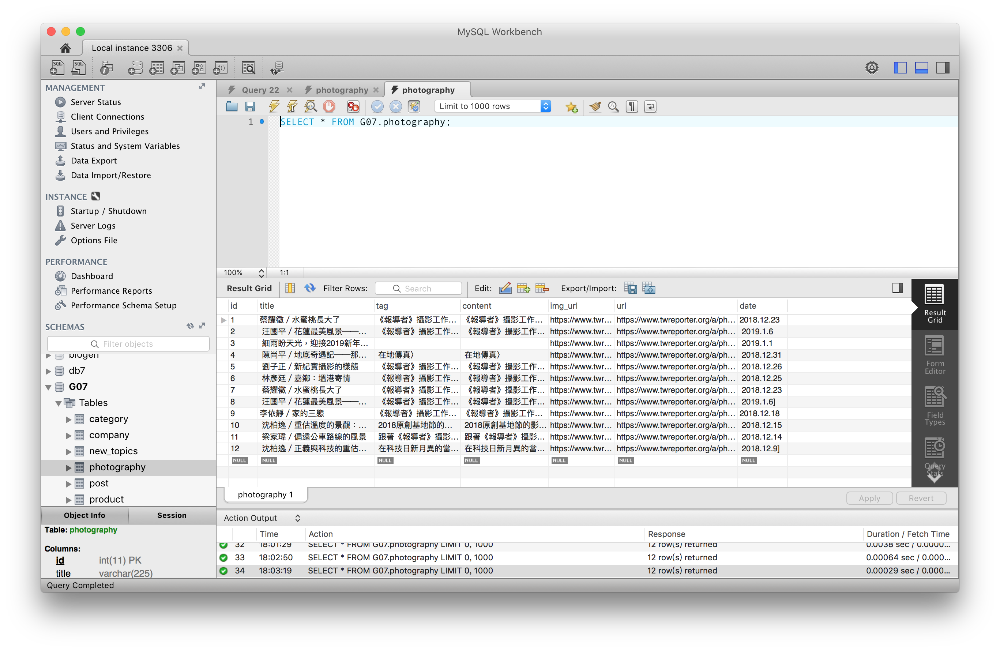 MySQL Workbench
Local instance 3306
MANAGEMENT
Server Status
Client Connections
Users and Privileges
Status and System Variables
Data Export
Data Import/Restore
INSTANCE
Startup / Shutdown
Server Logs
Options File
PERFORMANCE
Dashboard
Performance Reports
Performance Schema Setup
SCHEMAS
Filter objects
biogen
db7
G07
Tables
category
company
new_topics
photography
post
product
Object Info Session
Table: photography
Columns:
id int(11) PK
title varchar(225)
Query Completed
Query 22 photography photography
Limit to 1000 rows
1 SELECT * FROM G07.photography;
100% 1:1
Result Grid Filter Rows: Search Edit: Export/Import:
id title tag content img_url url date
1 蔡耀徵 / 水蜜桃長大了 《報導者》攝影工作... 《報導者》攝影工作... https://www.twr... https://www.twreporter.org/a/ph... 2018.12.23
2 汪國平 / 花蓮最美風景——... 《報導者》攝影工作... 《報導者》攝影工作... https://www.twr... https://www.twreporter.org/a/ph... 2019.1.6
3 細雨盼天光，迎接2019新年... https://www.twr... https://www.twreporter.org/a/ph... 2019.1.1
4 陳尚平 / 地底奇遇記——那... 在地傳真〉 在地傳真〉 https://www.twr... https://www.twreporter.org/a/ph... 2018.12.31
5 劉子正 / 新紀實攝影的樣態 《報導者》攝影工作... 《報導者》攝影工作... https://www.twr... https://www.twreporter.org/a/ph... 2018.12.26
6 林彥廷 / 嘉鄉：塭港寄情 《報導者》攝影工作... 《報導者》攝影工作... https://www.twr... https://www.twreporter.org/a/ph... 2018.12.25
7 蔡耀徵 / 水蜜桃長大了 《報導者》攝影工作... 《報導者》攝影工作... https://www.twr... https://www.twreporter.org/a/ph... 2018.12.23
8 汪國平 / 花蓮最美風景——... 《報導者》攝影工作... 《報導者》攝影工作... https://www.twr... https://www.twreporter.org/a/ph... 2019.1.6]
9 李依靜 / 家的三態 《報導者》攝影工作... 《報導者》攝影工作... https://www.twr... https://www.twreporter.org/a/ph... 2018.12.18
10 沈柏逸 / 重估溫度的景觀：... 2018原創基地節的... 2018原創基地節的影... https://www.twr... https://www.twreporter.org/a/ph... 2018.12.15
11 梁家瑋 / 偏遠公車路線的風景 跟著《報導者》攝影... 跟著《報導者》攝影... https://www.twr... https://www.twreporter.org/a/ph... 2018.12.14
12 沈柏逸 / 正義與科技的重估... 在科技日新月異的當... 在科技日新月異的當... https://www.twr... https://www.twreporter.org/a/ph... 2018.12.9]
NULL NULL NULL NULL NULL NULL NULL
Result
Grid
Form
Editor
Field
Types
Query
Stats
photography 1
Apply Revert
Action Output
Time Action Response Duration / Fetch Time
32 18:01:29 SELECT * FROM G07.photography LIMIT 0, 1000 12 row(s) returned 0.0038 sec / 0.0000...
33 18:02:50 SELECT * FROM G07.photography LIMIT 0, 1000 12 row(s) returned 0.00064 sec / 0.000...
34 18:03:19 SELECT * FROM G07.photography LIMIT 0, 1000 12 row(s) returned 0.00029 sec / 0.000...